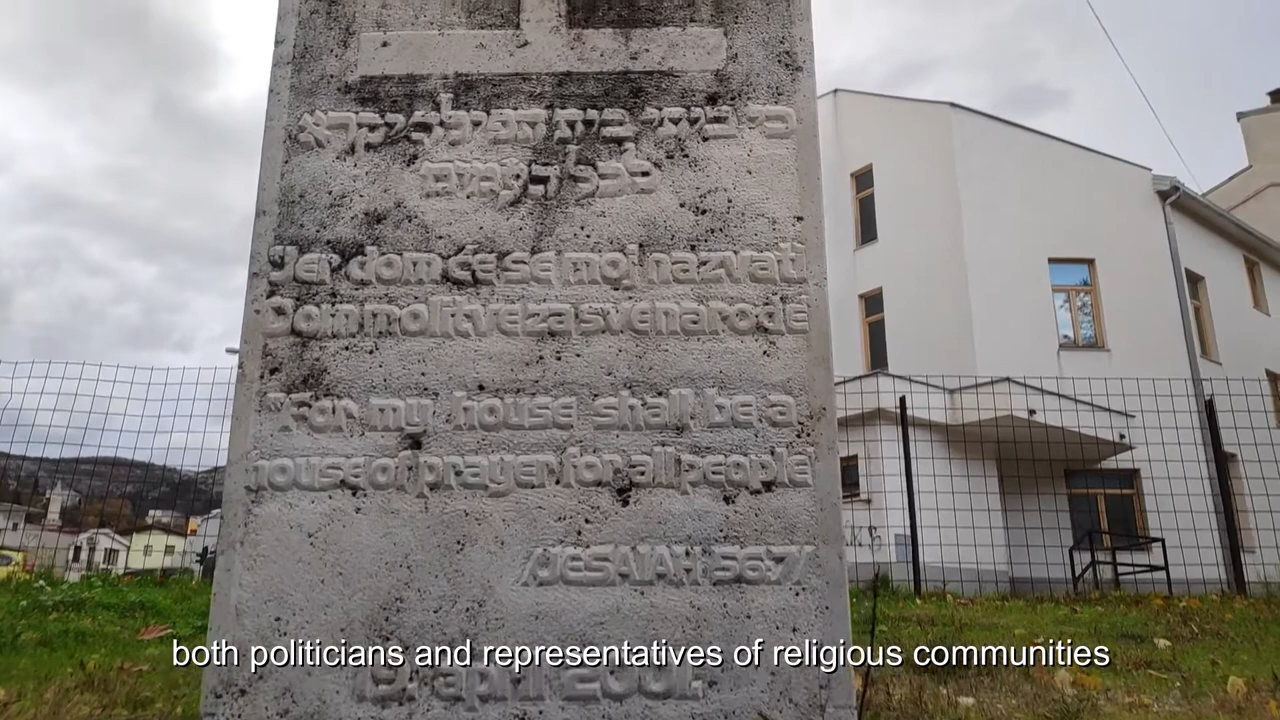 כי ביתי בית תפילה יקרא
לכל העמים
"Jer dom će se moj nazvati
Dom molitve za sve narode"
"For my house shall be a
house of prayer for all people"
/JESAIAH 56:7/
both politicians and representatives of religious communities
19. april 2001.